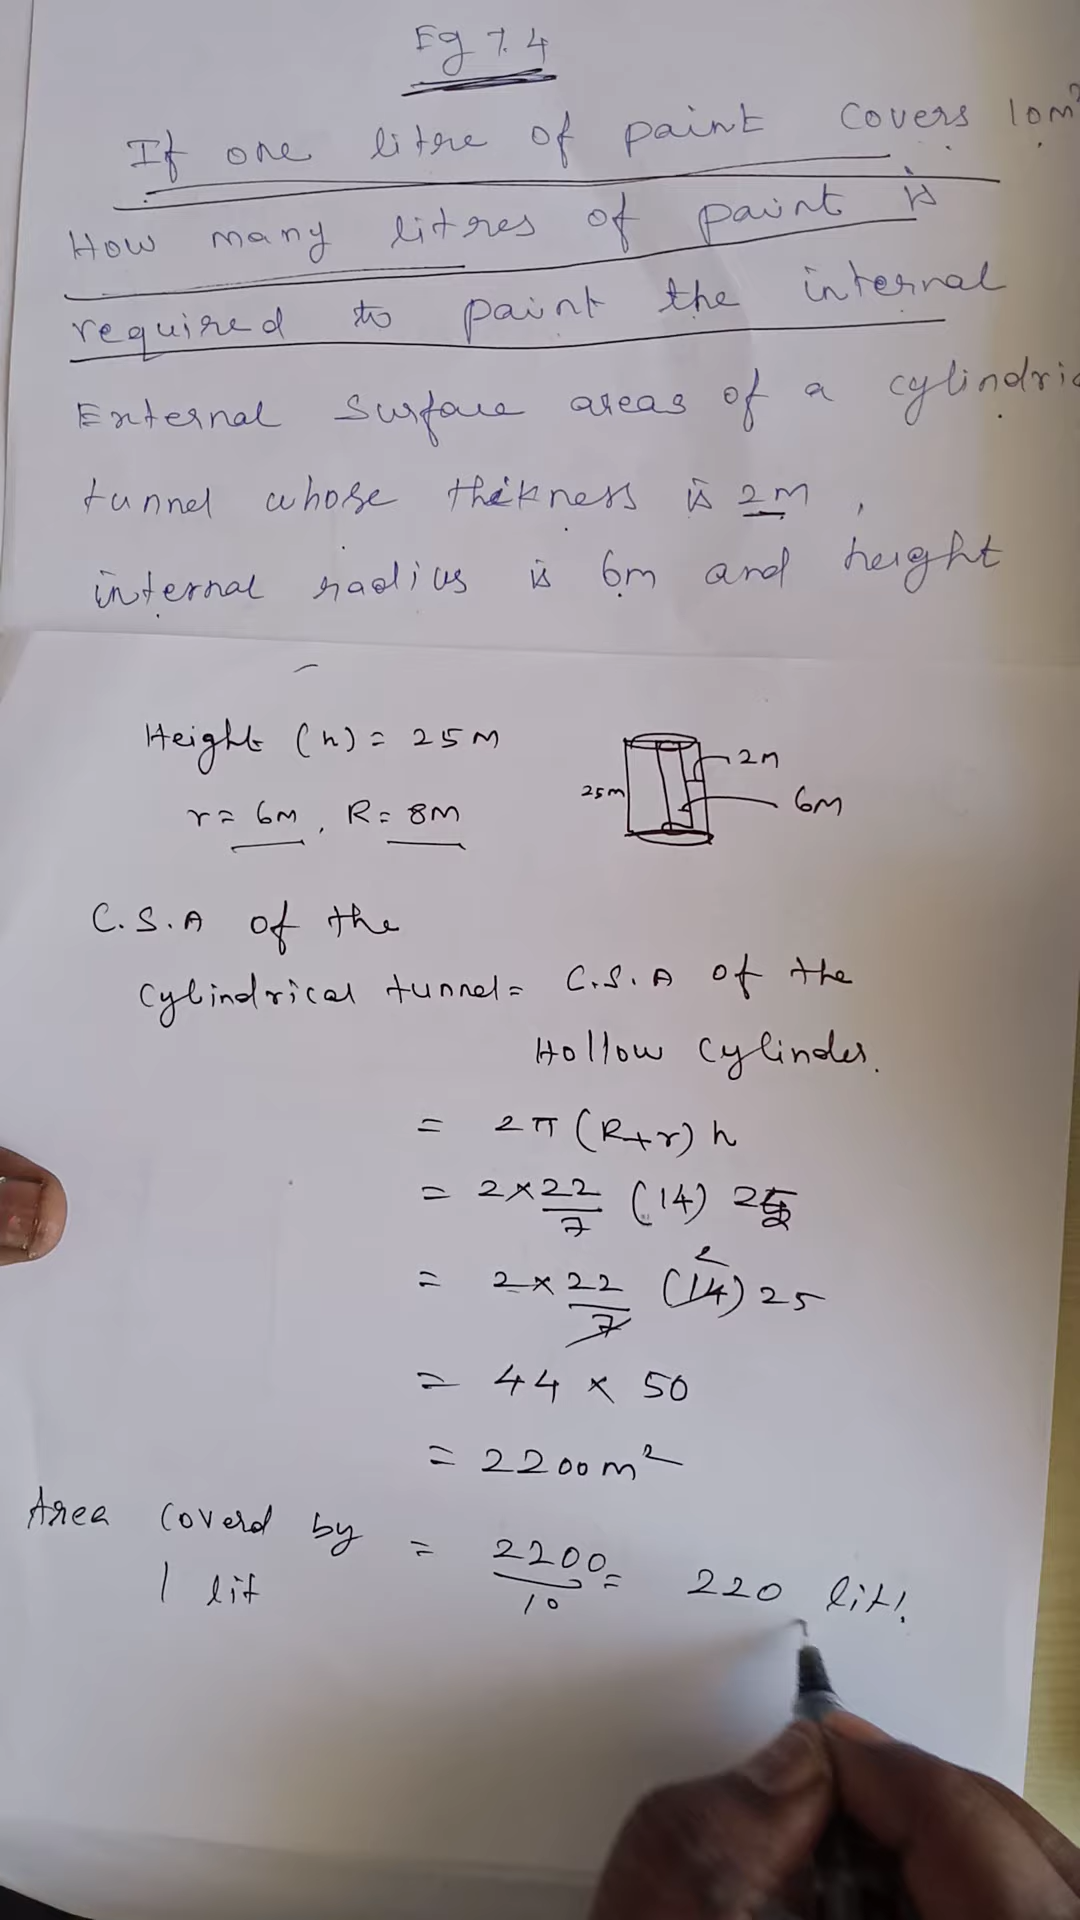 Eg 7.4
If one litre of paint covers 10m²
How many litres of paint is
required to paint the internal
External surface areas of a cylindric
tunnel whose thikness is 2m,
internal radius is 6m and height
Height (h) = 25m
2m
25m
6m
r = 6m, R = 8m
C.S.A of the
cylindrical tunnel = C.S.A of the
Hollow cylinder.
= 2π (R+r) h
= 2×22/7 (14) 25
2
= 2×22/7 (14) 25
= 44 × 50
= 2200m²
Area coverd by = 2200/10 = 220 lit!
1 lit